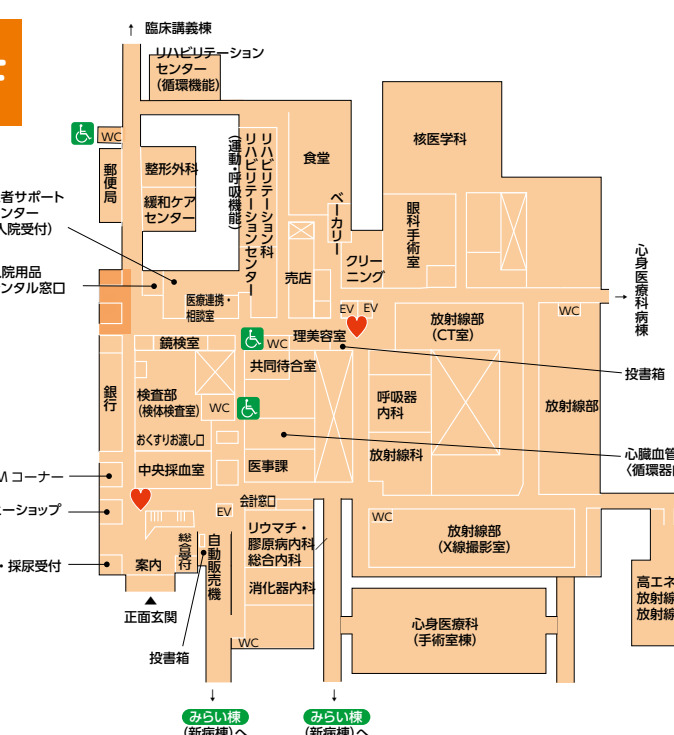 ↑ 臨床講義棟
リハビリテーション
センター
(循環機能)
WC
郵便局
整形外科
緩和ケア
センター
リハビリテーション科
リハビリテーションセンター
(運動・呼吸機能)
食堂
ベーカリー
核医学科
眼科手術室
者サポート
ンター
入院受付)
院用品
ンタル窓口
クリー
ニング
売店
医療連携・
相談室
EV
EV
心身医療科病棟
→
WC
放射線部
(CT室)
理美容室
WC
鏡検室
共同待合室
投書箱
銀行
検査部
(検体検査室)
WC
呼吸器
内科
放射線部
おくすりお渡し口
中央採血室
医事課
放射線科
心臓血管
〈循環器
Mコーナー
ーショップ
会計窓口
EV
WC
リウマチ・
膠原病内科
総合内科
放射線部
(X線撮影室)
・採尿受付
案内
総合受付
自動販売機
消化器内科
高エネ
放射線
放射線
▲
正面玄関
心身医療科
(手術室棟)
WC
投書箱
↓
↓
みらい棟
みらい棟
(新病棟)へ
(新病棟)へ